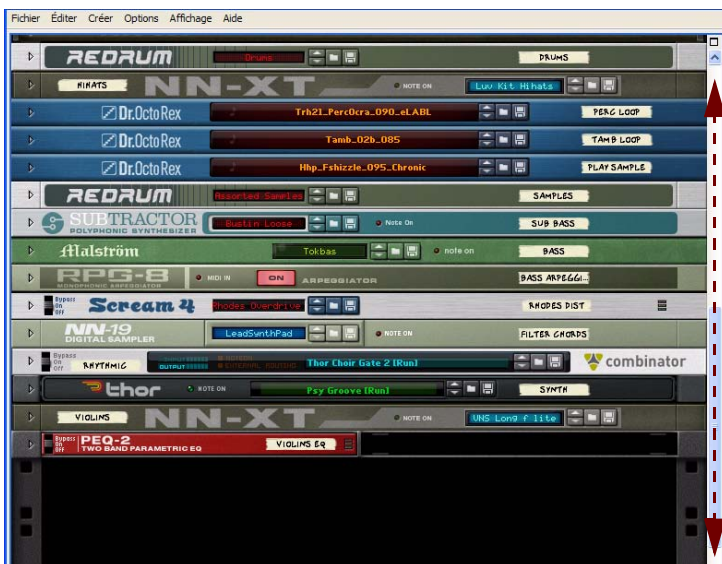 Fichier Éditer Créer Options Affichage Aide
REDRUM Drums DRUMS
HIHATS NN-XT NOTE ON Luv Kit Hihats
Dr.OctoRex Trh21_PercOcra_090_eLABL PERC LOOP
Dr.OctoRex Tamb_02b_085 TAMB LOOP
Dr.OctoRex Hhp_Fshizzle_095_Chronic PLAY SAMPLE
REDRUM Assorted Samples SAMPLES
SUBTRACTOR Bustin Loose Note On SUB BASS
POLYPHONIC SYNTHESIZER
Malström Tokbas note on BASS
RPG-8 MIDI IN ON ARPEGGIATOR BASS ARPEGGI...
MONOPHONIC ARPEGGIATOR
Bypass On Off Scream 4 Rhodes Overdrive RHODES DIST
NN-19 LeadSynthPad NOTE ON FILTER CHORDS
DIGITAL SAMPLER
Bypass On Off RHYTHMIC OUTPUT EXTERNAL ROUTING Thor Choir Gate 2 [Run] combinator
thor NOTE ON Psy Groove [Run] SYNTH
VIOLINS NN-XT NOTE ON VNS Long f lite
Bypass On Off PEQ-2 VIOLINS EQ
TWO BAND PARAMETRIC EQ